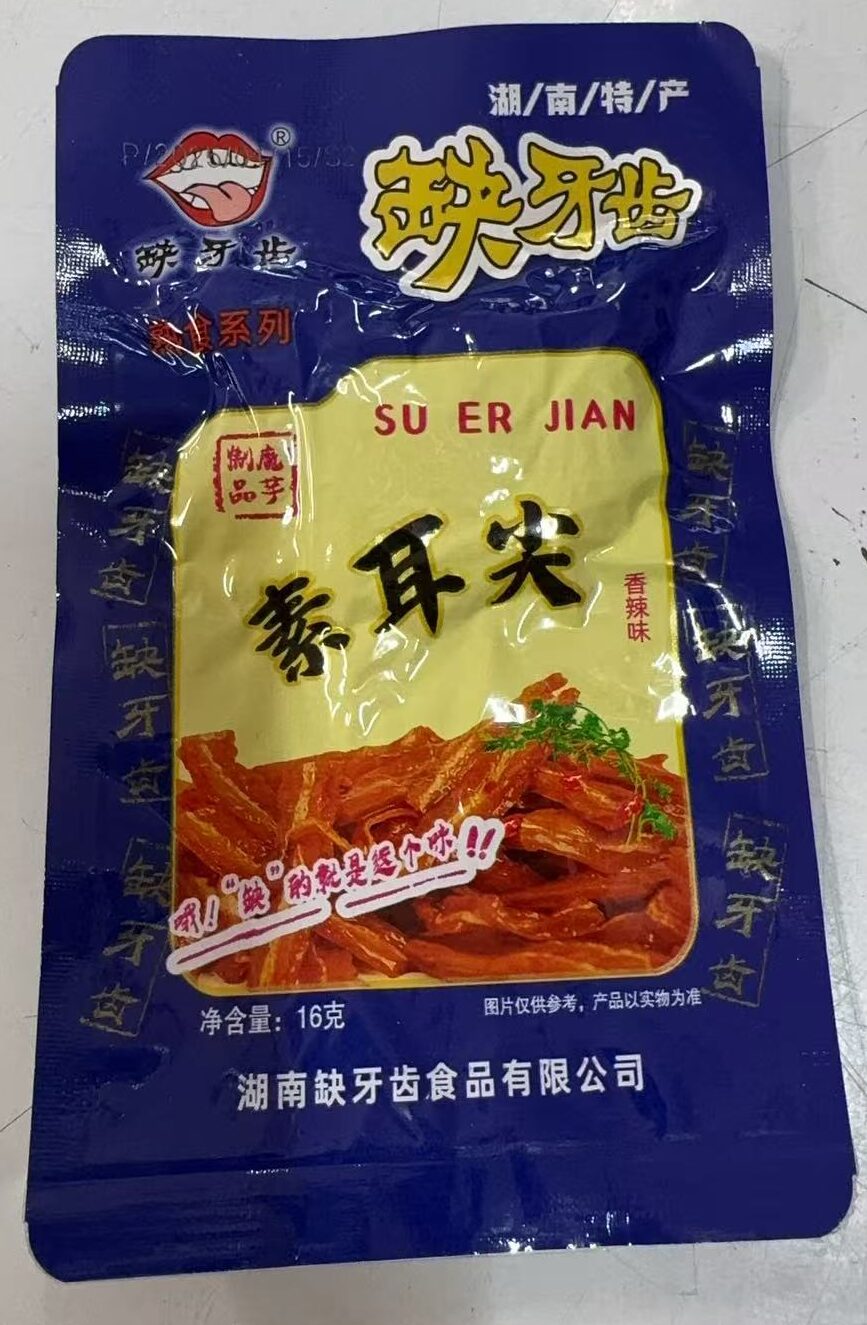 湖/南/特/产
缺牙齿
®
缺牙齿
熟食系列
SU ER JIAN
魔芋
制品
素耳尖
香辣味
哦！“缺”的就是这个味!!
净含量：16克
图片仅供参考，产品以实物为准
湖南缺牙齿食品有限公司
缺牙齿
缺牙齿
缺牙齿
缺牙齿
缺牙齿
缺牙齿